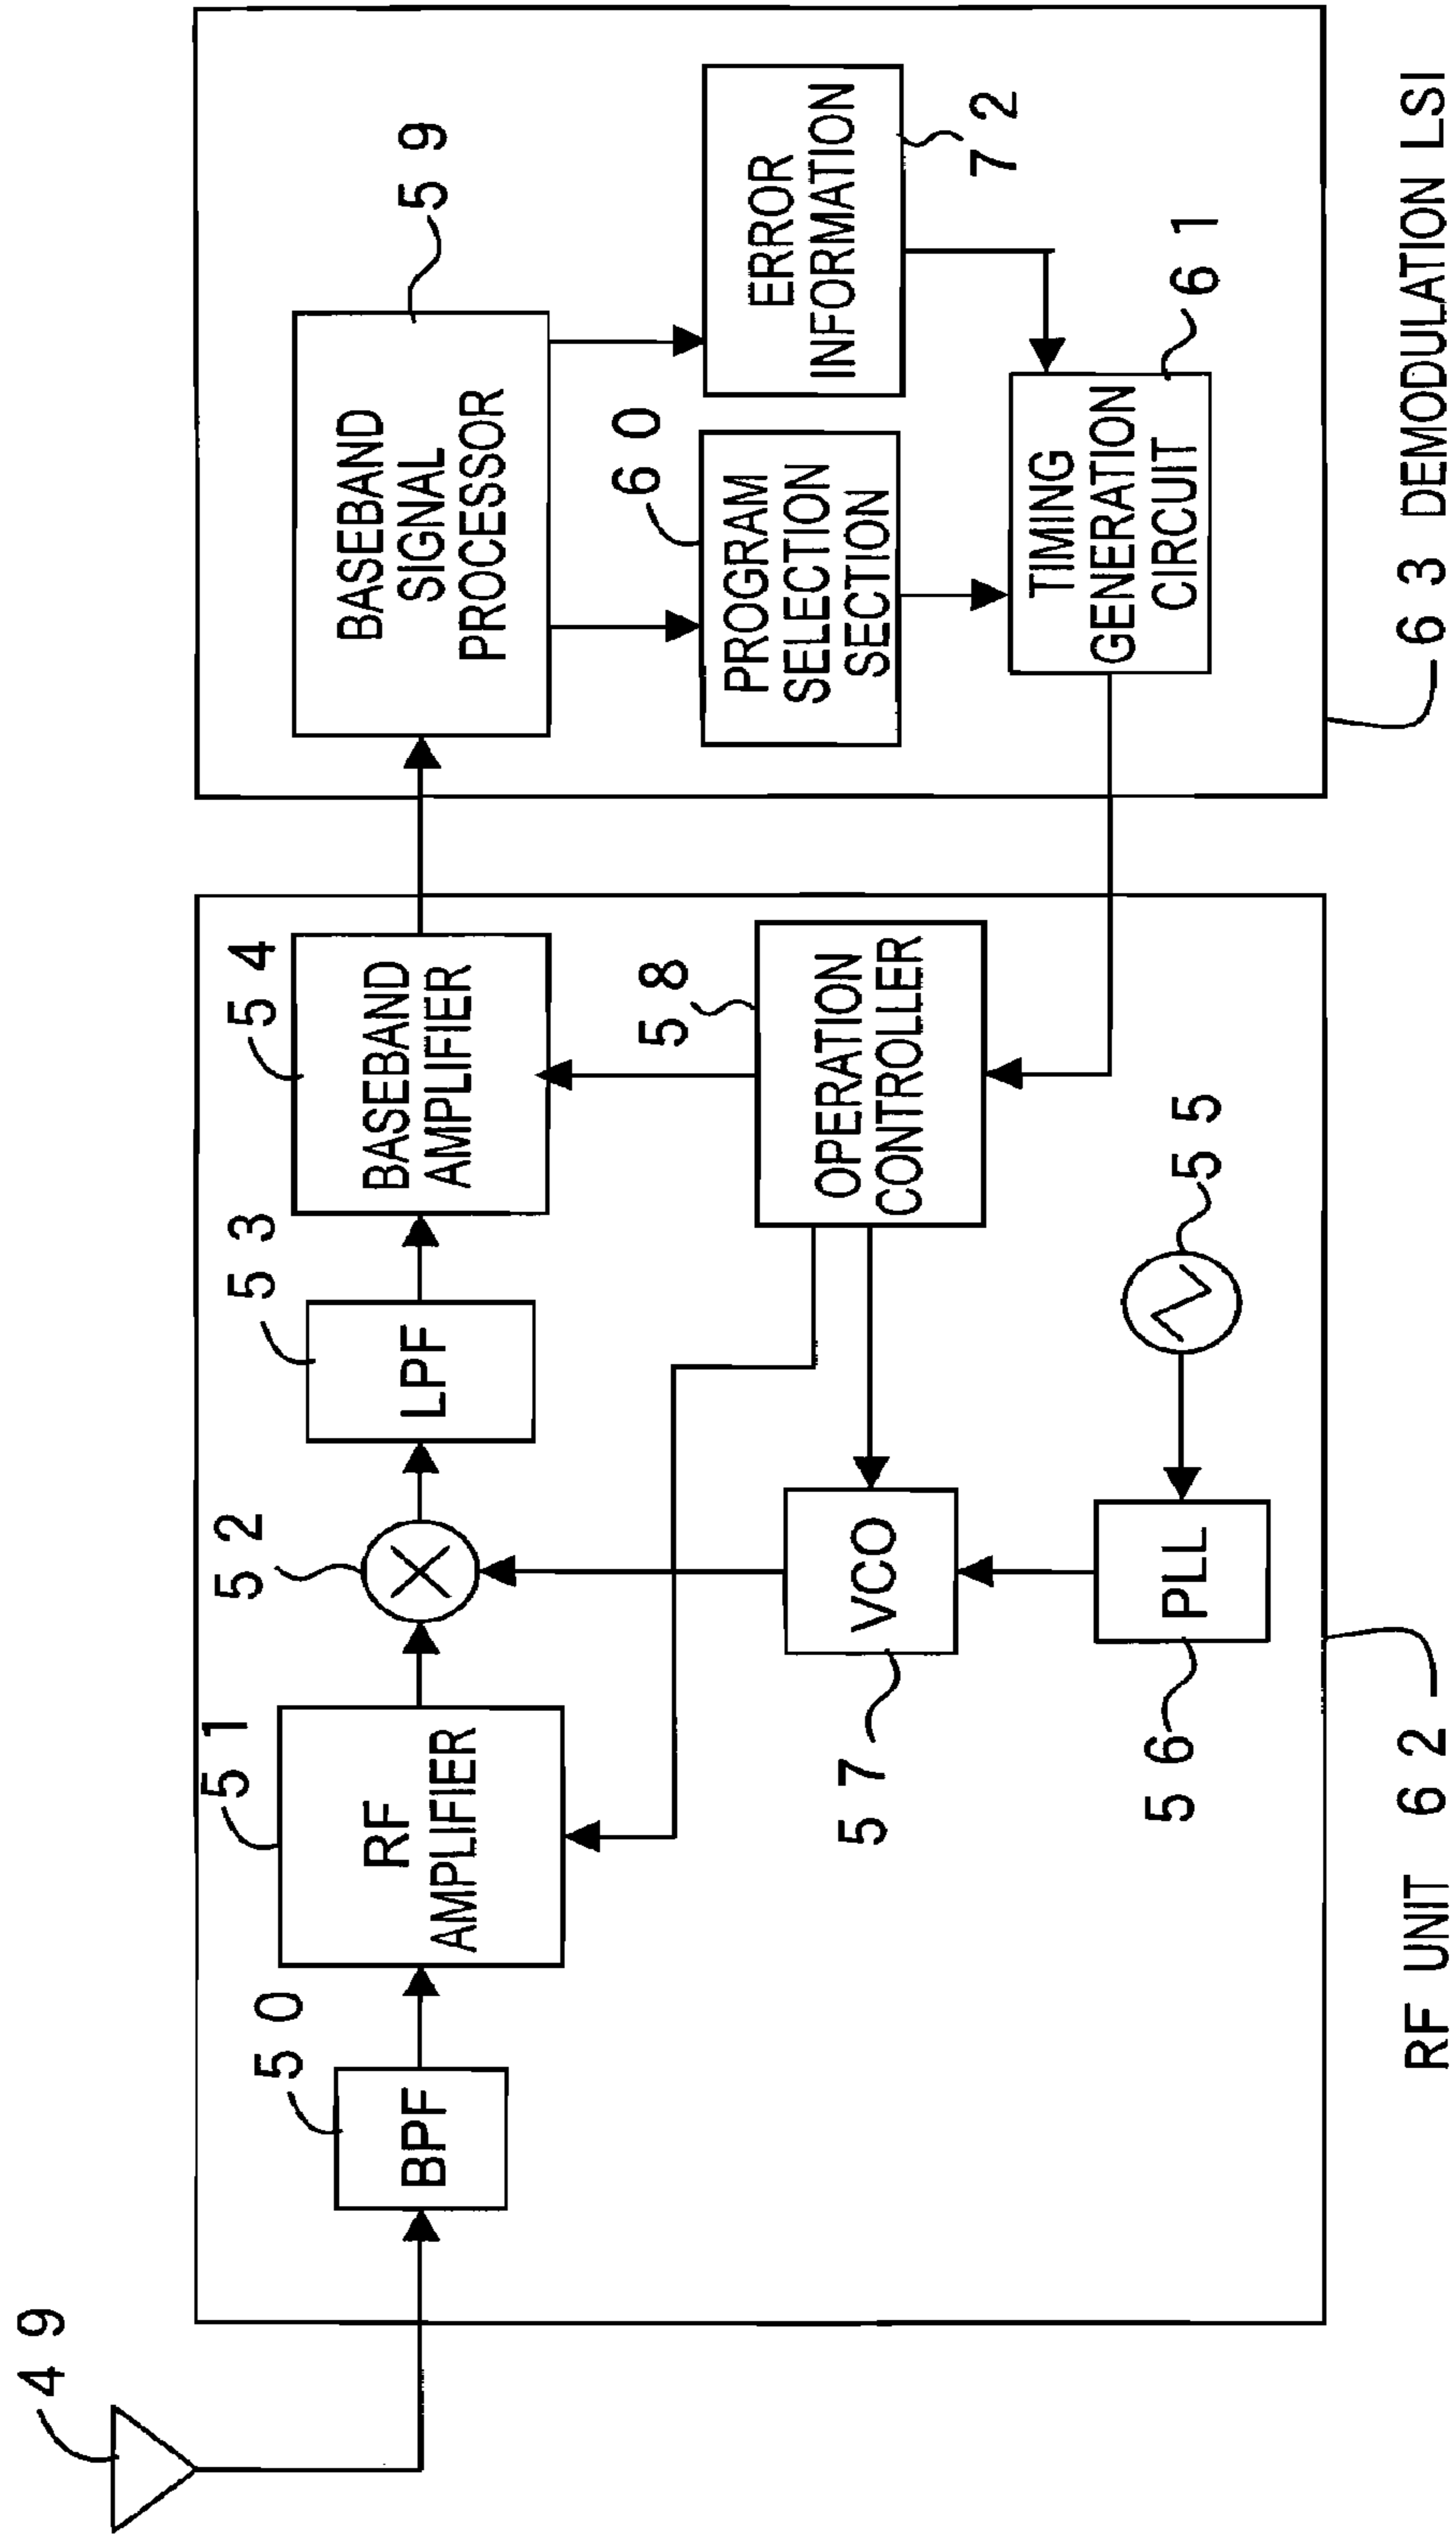 49
50
BPF
51
RF
AMPLIFIER
52
53
LPF
54
BASEBAND
AMPLIFIER
59
BASEBAND
SIGNAL
PROCESSOR
57
VCO
58
OPERATION
CONTROLLER
60
PROGRAM
SELECTION
SECTION
ERROR
INFORMATION
72
56
PLL
55
TIMING
GENERATION
CIRCUIT
61
RF UNIT 62
63 DEMODULATION LSI